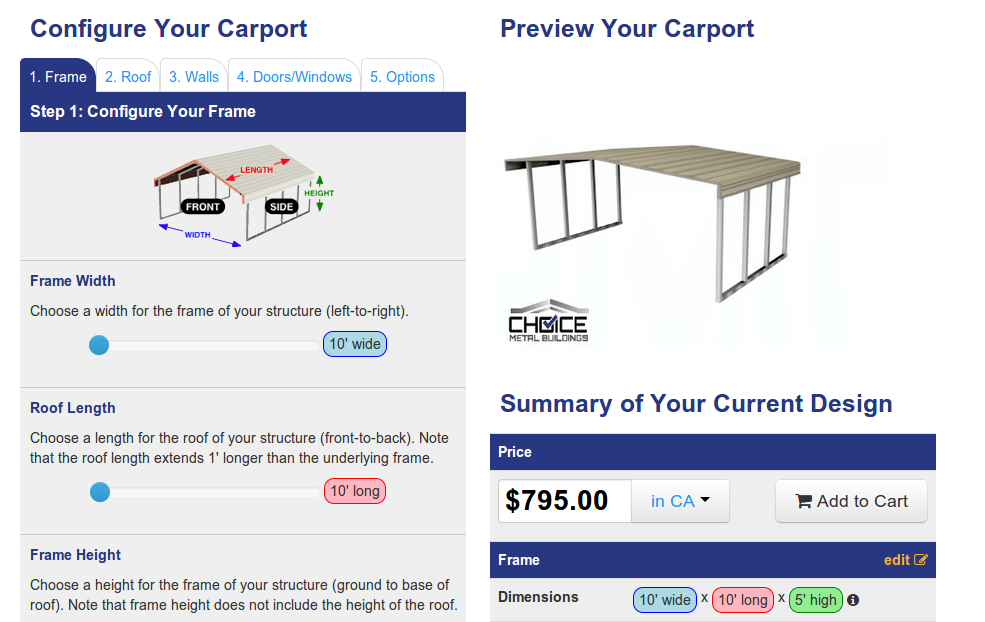 Configure Your Carport
1. Frame
2. Roof
3. Walls
4. Doors/Windows
5. Options
Step 1: Configure Your Frame
LENGTH
HEIGHT
FRONT
SIDE
WIDTH
Frame Width
Choose a width for the frame of your structure (left-to-right).
10' wide
Roof Length
Choose a length for the roof of your structure (front-to-back). Note
that the roof length extends 1' longer than the underlying frame.
10' long
Frame Height
Choose a height for the frame of your structure (ground to base of
roof). Note that frame height does not include the height of the roof.
Preview Your Carport
CHOICE
METAL BUILDINGS
Summary of Your Current Design
Price
$795.00
in CA
Add to Cart
Frame
edit
Dimensions
10' wide x 10' long x 5' high